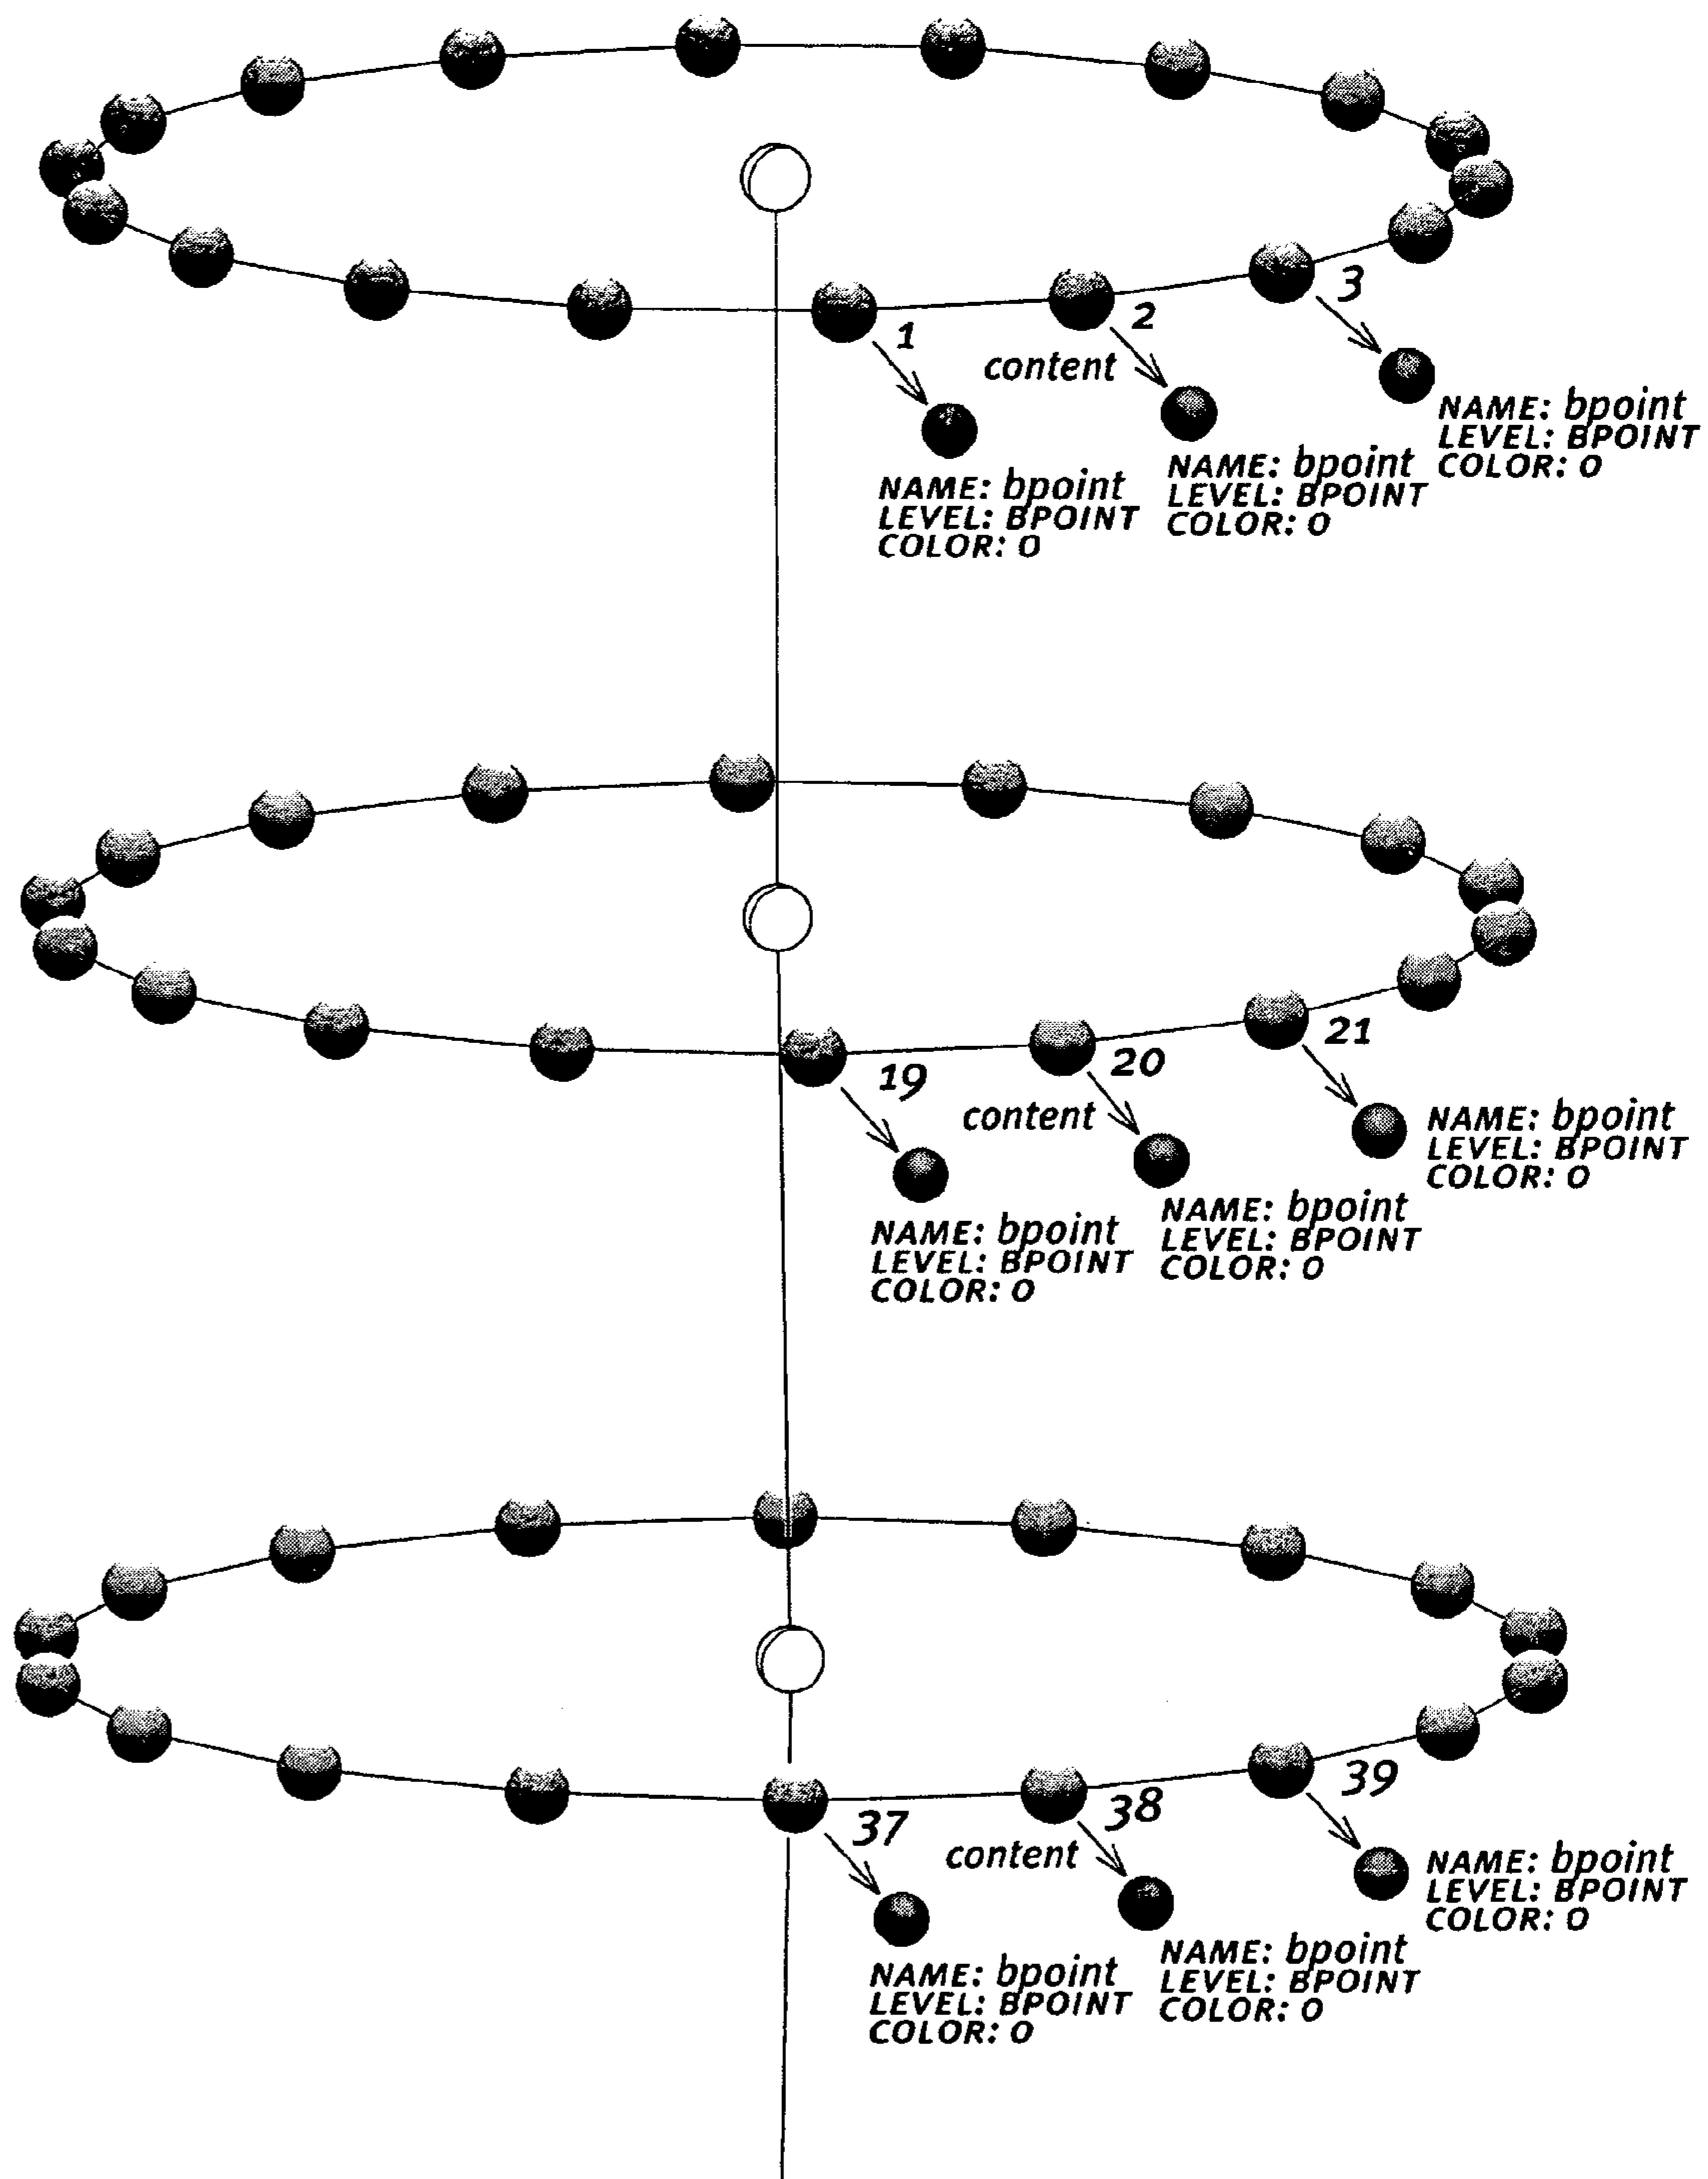 1
2
3
content
NAME: bpoint
LEVEL: BPOINT
COLOR: 0
NAME: bpoint
LEVEL: BPOINT
COLOR: 0
NAME: bpoint
LEVEL: BPOINT
COLOR: 0
19
20
21
content
NAME: bpoint
LEVEL: BPOINT
COLOR: 0
NAME: bpoint
LEVEL: BPOINT
COLOR: 0
NAME: bpoint
LEVEL: BPOINT
COLOR: 0
37
38
39
content
NAME: bpoint
LEVEL: BPOINT
COLOR: 0
NAME: bpoint
LEVEL: BPOINT
COLOR: 0
NAME: bpoint
LEVEL: BPOINT
COLOR: 0